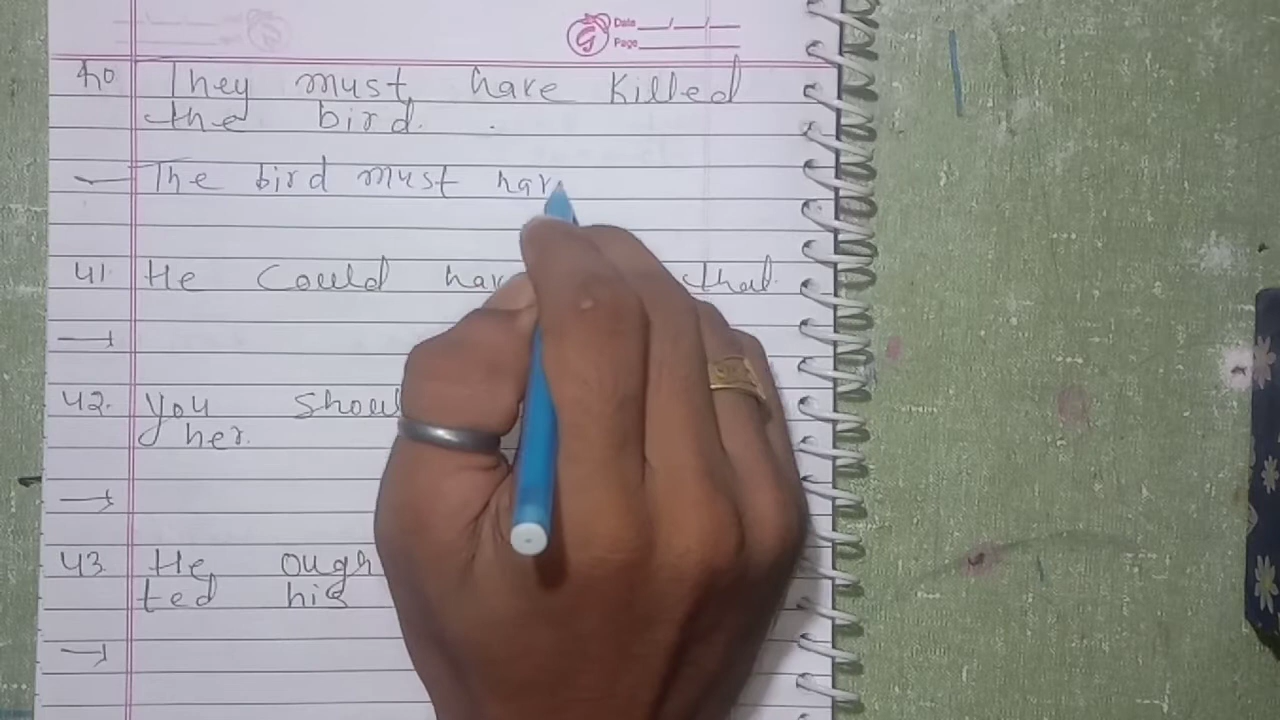 Date
Page
40 They must have killed
the bird.
The bird must hav
41. He Could hav that
42. You Shoul
her.
43 He ough
ted his